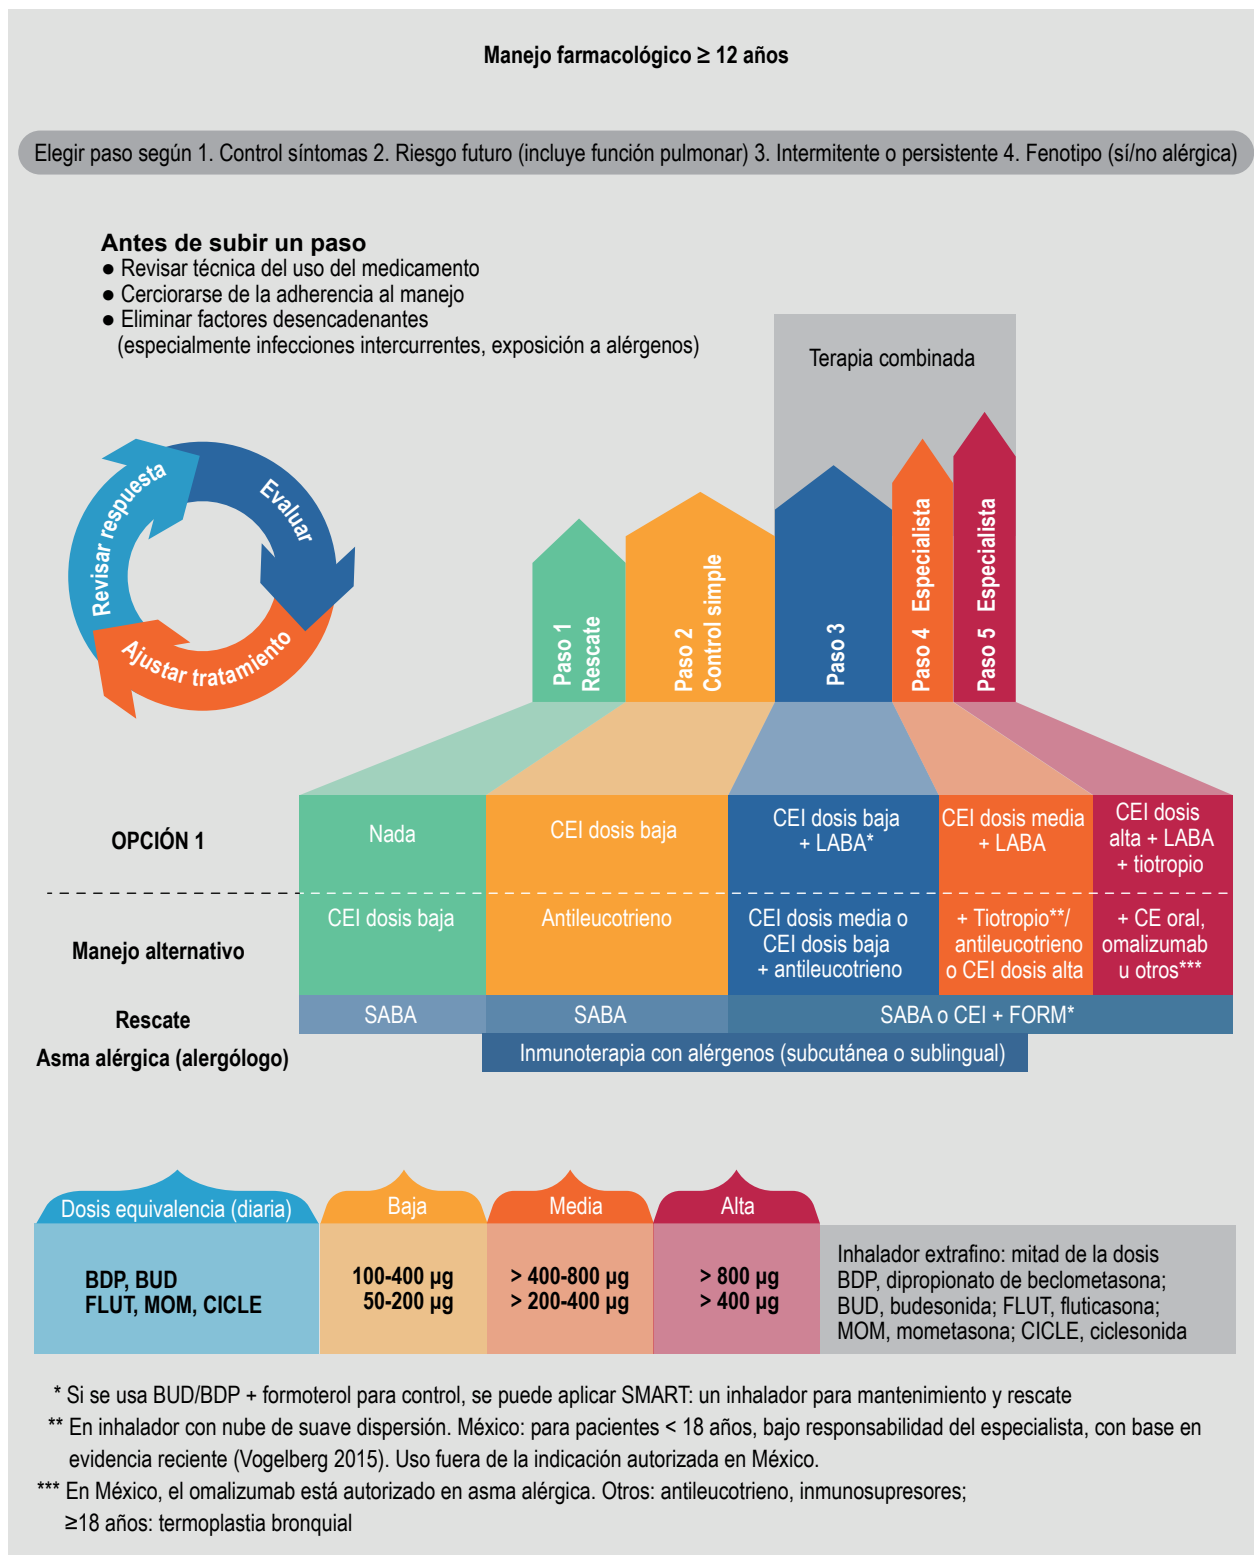 Manejo farmacológico ≥ 12 años
Elegir paso según 1. Control síntomas 2. Riesgo futuro (incluye función pulmonar) 3. Intermitente o persistente 4. Fenotipo (sí/no alérgica)
Antes de subir un paso
● Revisar técnica del uso del medicamento
● Cerciorarse de la adherencia al manejo
● Eliminar factores desencadenantes
(especialmente infecciones intercurrentes, exposición a alérgenos)
Terapia combinada
Revisar respuesta
Evaluar
Ajustar tratamiento
Paso 1
Rescate
Paso 2
Control simple
Paso 3
Paso 4 Especialista
Paso 5 Especialista
OPCIÓN 1
Nada
CEI dosis baja
CEI dosis baja
+ LABA*
CEI dosis media
+ LABA
CEI dosis
alta + LABA
+ tiotropio
Manejo alternativo
CEI dosis baja
Antileucotrieno
CEI dosis media o
CEI dosis baja
+ antileucotrieno
+ Tiotropio**/
antileucotrieno
o CEI dosis alta
+ CE oral,
omalizumab
u otros***
Rescate
SABA
SABA
SABA o CEI + FORM*
Asma alérgica (alergólogo)
Inmunoterapia con alérgenos (subcutánea o sublingual)
Dosis equivalencia (diaria)
Baja
Media
Alta
BDP, BUD
100-400 µg
> 400-800 µg
> 800 µg
FLUT, MOM, CICLE
50-200 µg
> 200-400 µg
> 400 µg
Inhalador extrafino: mitad de la dosis
BDP, dipropionato de beclometasona;
BUD, budesonida; FLUT, fluticasona;
MOM, mometasona; CICLE, ciclesonida
* Si se usa BUD/BDP + formoterol para control, se puede aplicar SMART: un inhalador para mantenimiento y rescate
** En inhalador con nube de suave dispersión. México: para pacientes < 18 años, bajo responsabilidad del especialista, con base en
evidencia reciente (Vogelberg 2015). Uso fuera de la indicación autorizada en México.
*** En México, el omalizumab está autorizado en asma alérgica. Otros: antileucotrieno, inmunosupresores;
≥18 años: termoplastia bronquial